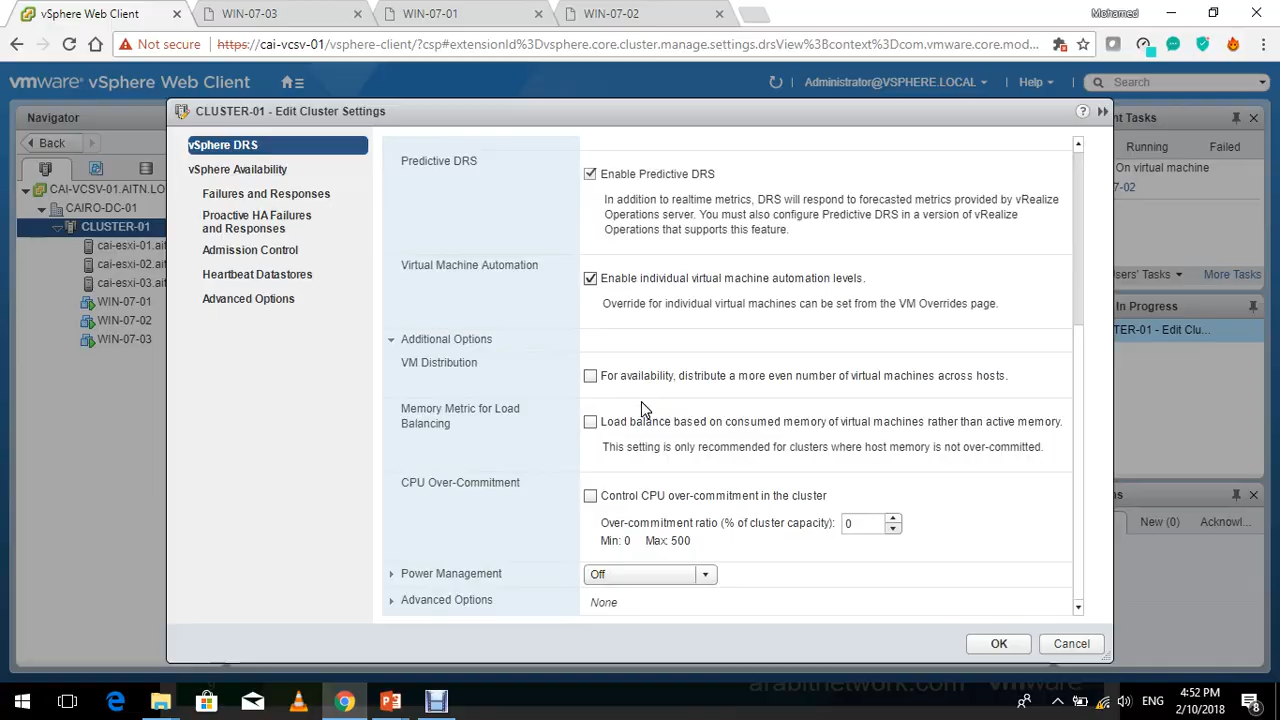 vSphere Web Client
WIN-07-03
WIN-07-01
WIN-07-02
Mohamed
Not secure
https://cai-vcsv-01/vsphere-client/?csp#extensionId%3Dvsphere.core.cluster.manage.settings.drsView%3Bcontext%3Dcom.vmware.core.mod...
vmware vSphere Web Client
Administrator@VSPHERE.LOCAL
Help
Search
Navigator
Back
CAI-VCSV-01.AITN.LO
CAIRO-DC-01
CLUSTER-01
cai-esxi-01.ait
cai-esxi-02.ait
cai-esxi-03.ait
WIN-07-01
WIN-07-02
WIN-07-03
CLUSTER-01 - Edit Cluster Settings
vSphere DRS
vSphere Availability
Failures and Responses
Proactive HA Failures
and Responses
Admission Control
Heartbeat Datastores
Advanced Options
Predictive DRS
Enable Predictive DRS
In addition to realtime metrics, DRS will respond to forecasted metrics provided by vRealize
Operations server. You must also configure Predictive DRS in a version of vRealize
Operations that supports this feature.
Virtual Machine Automation
Enable individual virtual machine automation levels.
Override for individual virtual machines can be set from the VM Overrides page.
Additional Options
VM Distribution
For availability, distribute a more even number of virtual machines across hosts.
Memory Metric for Load
Balancing
Load balance based on consumed memory of virtual machines rather than active memory.
This setting is only recommended for clusters where host memory is not over-committed.
CPU Over-Commitment
Control CPU over-commitment in the cluster
Over-commitment ratio (% of cluster capacity): 0
Min: 0 Max: 500
Power Management
Off
Advanced Options
None
OK
Cancel
nt Tasks
Running
Failed
On virtual machine
-02
sers' Tasks
More Tasks
In Progress
TER-01 - Edit Clu...
New (0)
Acknowl...
arabitnetwork.com
vmware
ENG
4:52 PM
2/10/2018
8